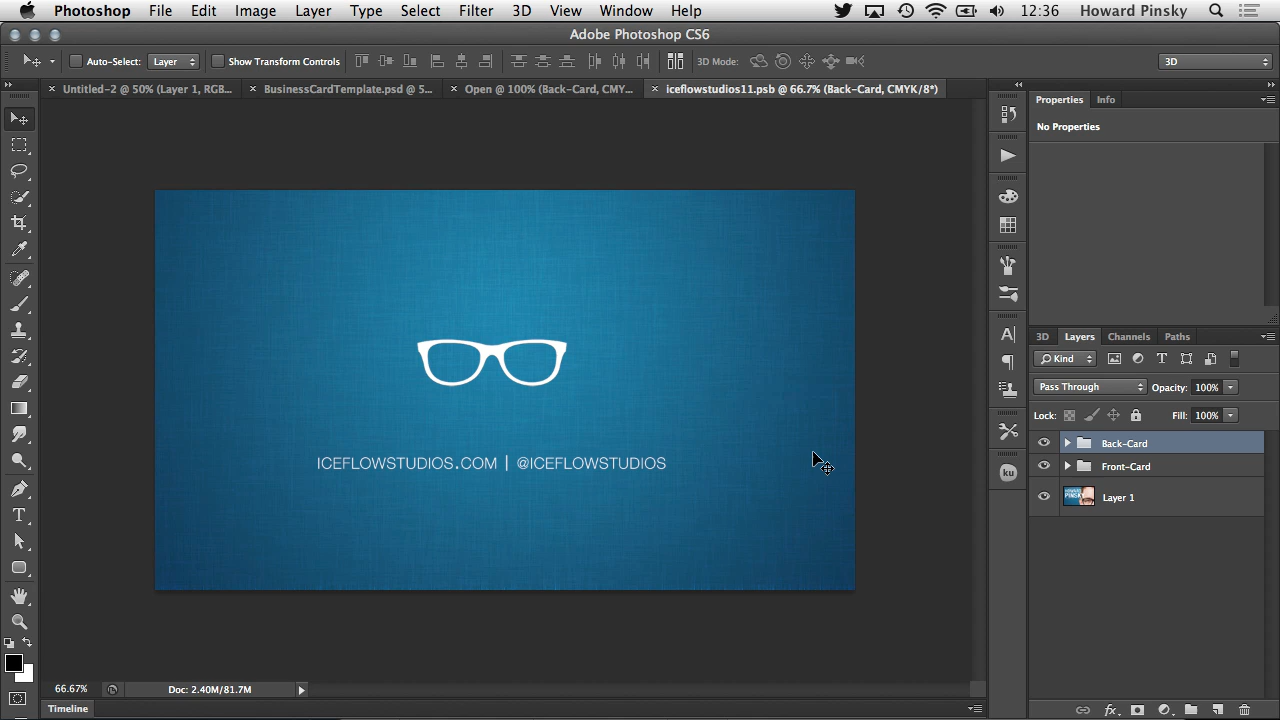 Photoshop File Edit Image Layer Type Select Filter 3D View Window Help 12:36 Howard Pinsky
Adobe Photoshop CS6
Auto-Select: Layer Show Transform Controls 3D Mode: 3D
Untitled-2 @ 50% (Layer 1, RGB... BusinessCardTemplate.psd @ 5... Open @ 100% (Back-Card, CMY... iceflowstudios11.psb @ 66.7% (Back-Card, CMYK/8*)
Properties Info
No Properties
3D Layers Channels Paths
Kind
Pass Through Opacity: 100%
Lock: Fill: 100%
Back-Card
Front-Card
Layer 1
ICEFLOWSTUDIOS.COM | @ICEFLOWSTUDIOS
ku
66.67% Doc: 2.40M/81.7M
Timeline